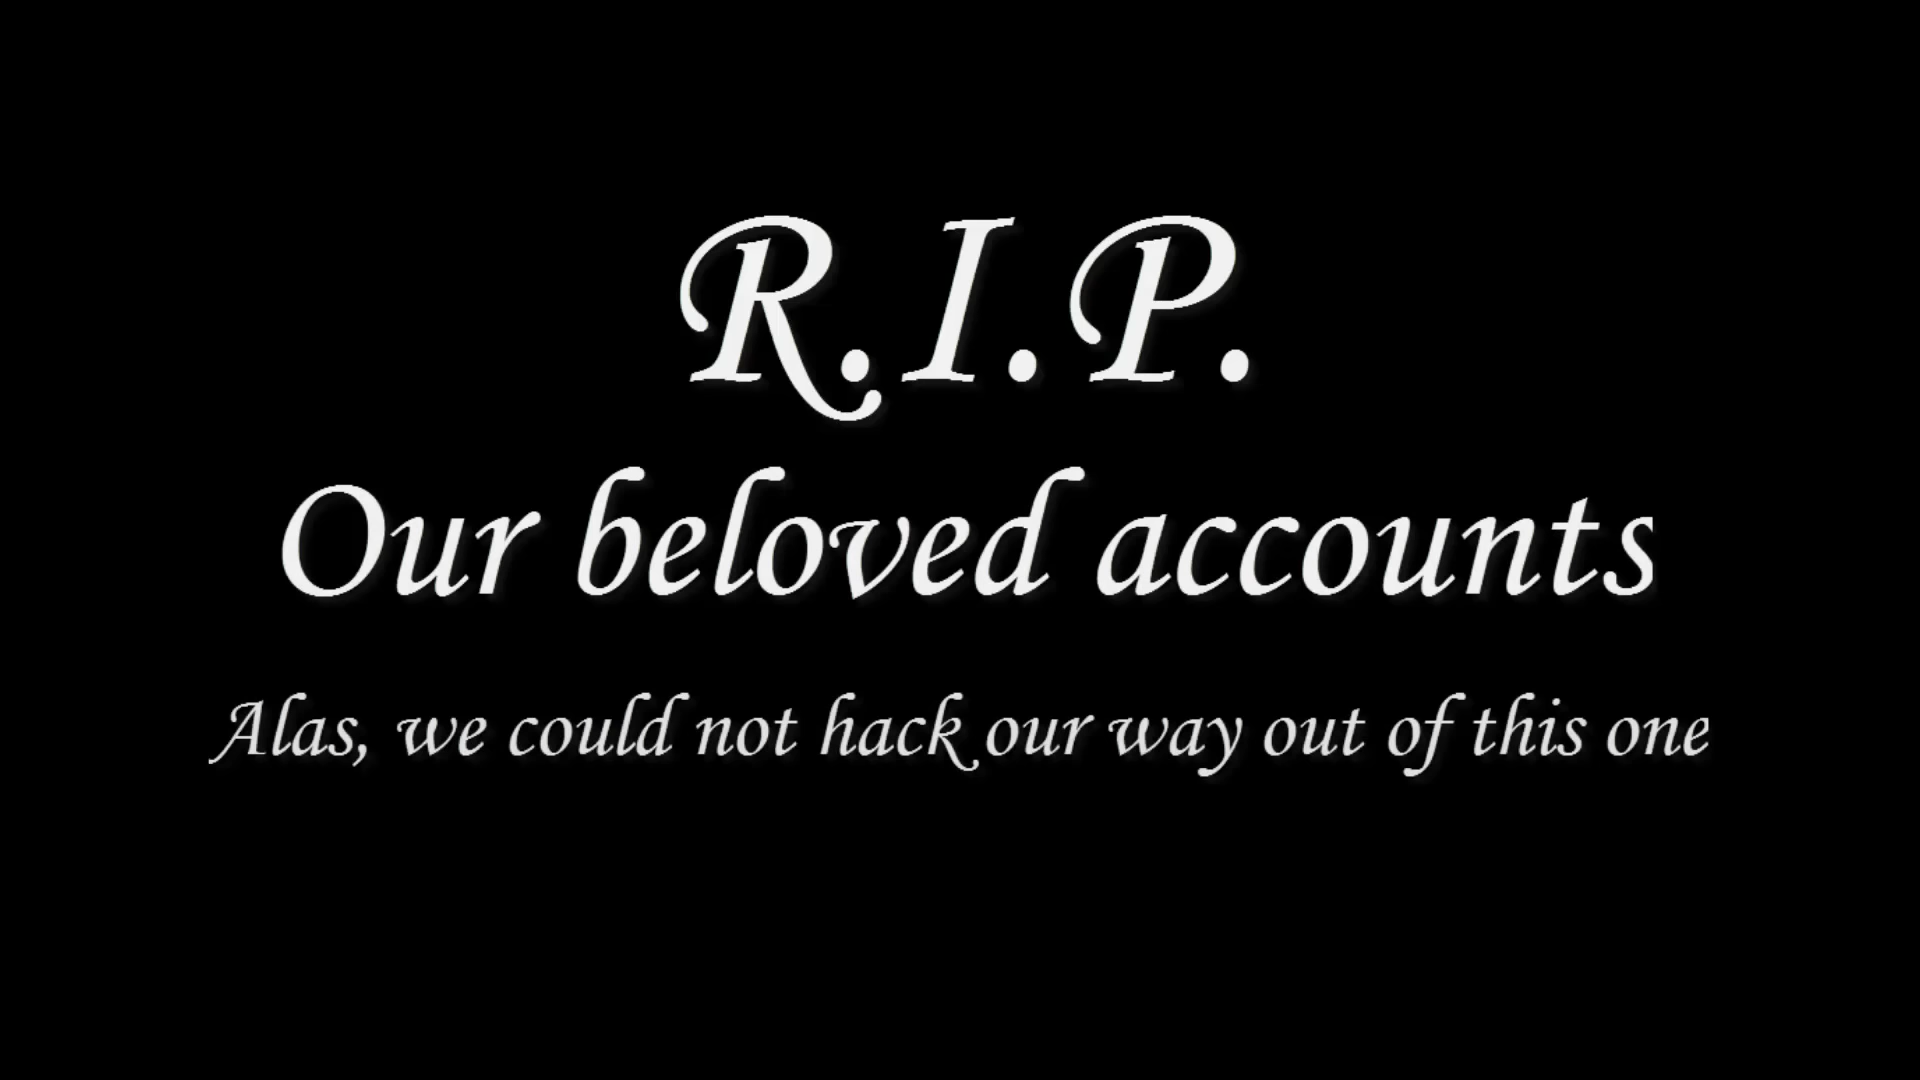 R.I.P.
Our beloved accounts
Alas, we could not hack our way out of this one